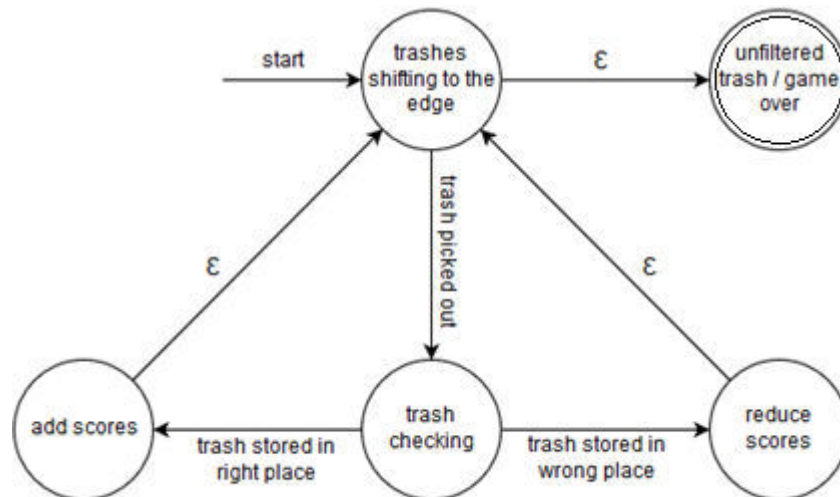 start
trashes
shifting to the
edge
ε
unfiltered
trash / game
over
trash picked out
ε
ε
add scores
trash stored in
right place
trash
checking
trash stored in
wrong place
reduce
scores